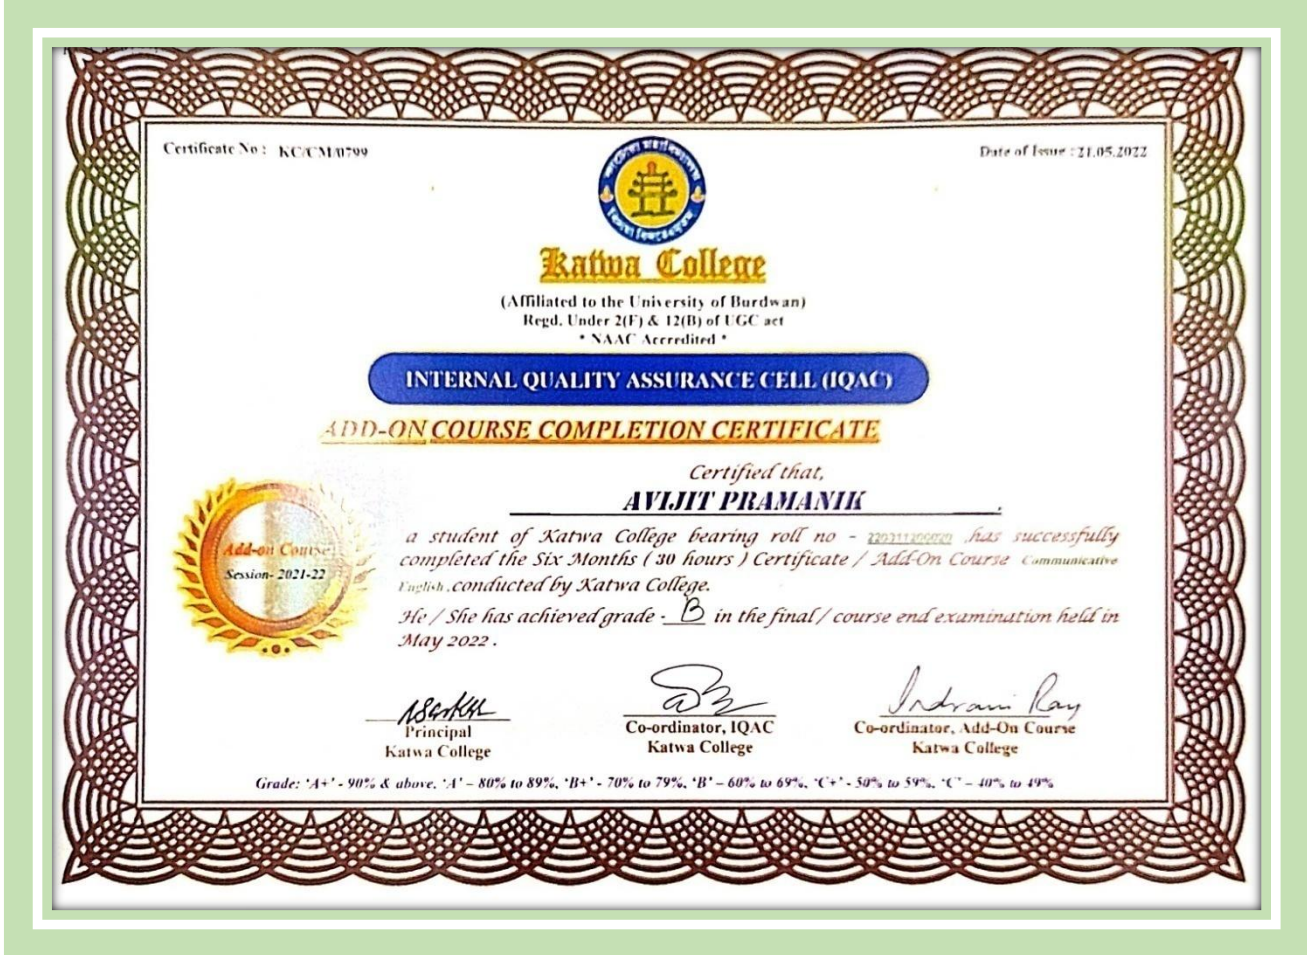 Certificate No : KC/CM/0799
Date of Issue : 21.05.2022
Katwa College
(Affiliated to the University of Burdwan)
Regd. Under 2(F) & 12(B) of UGC act
* NAAC Accredited *
INTERNAL QUALITY ASSURANCE CELL (IQAC)
ADD-ON COURSE COMPLETION CERTIFICATE
Certified that,
AVIJIT PRAMANIK
a student of Katwa College bearing roll no - has successfully
completed the Six Months ( 30 hours ) Certificate / Add-On Course Communicative
English .conducted by Katwa College.
He / She has achieved grade - B in the final / course end examination held in
May 2022 .
Add-on Course
Session- 2021-22
Principal
Katwa College
Co-ordinator, IQAC
Katwa College
Indrani Ray
Co-ordinator, Add-On Course
Katwa College
Grade: 'A+' - 90% & above, 'A' – 80% to 89%, 'B+' - 70% to 79%, 'B' – 60% to 69%, 'C+' - 50% to 59%, 'C' – 40% to 49%